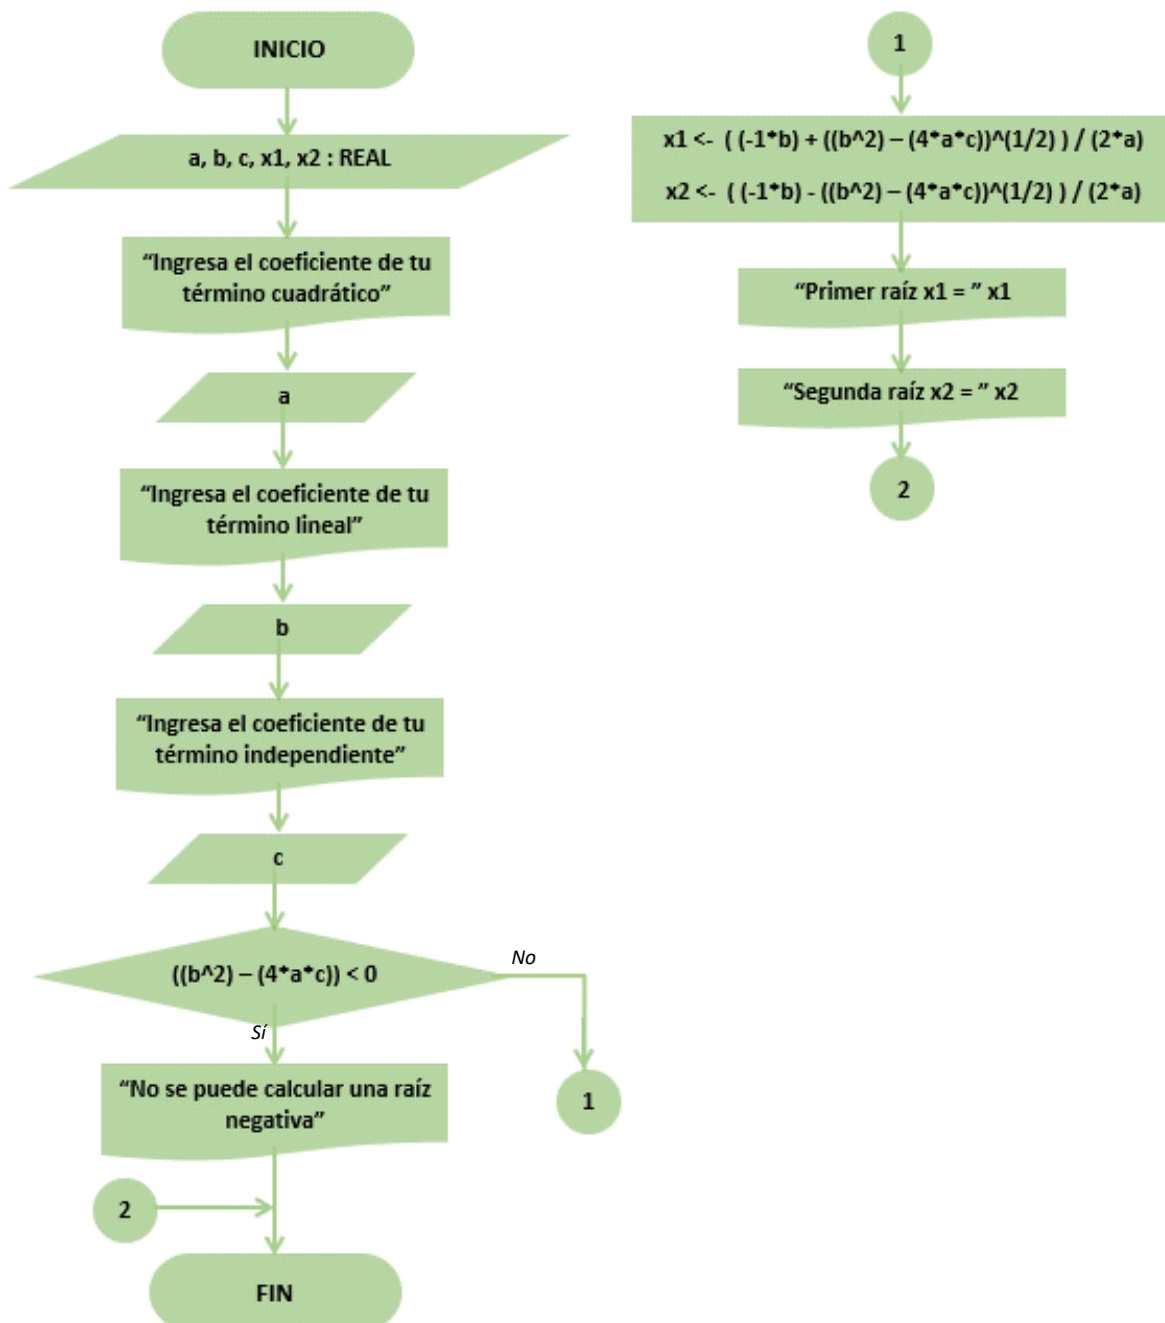 INICIO
a, b, c, x1, x2 : REAL
“Ingresa el coeficiente de tu
término cuadrático”
a
“Ingresa el coeficiente de tu
término lineal”
b
“Ingresa el coeficiente de tu
término independiente”
c
((b^2) – (4*a*c)) < 0
No
Sí
“No se puede calcular una raíz
negativa”
1
2
FIN
1
x1 <- ( (-1*b) + ((b^2) – (4*a*c))^(1/2) ) / (2*a)
x2 <- ( (-1*b) - ((b^2) – (4*a*c))^(1/2) ) / (2*a)
“Primer raíz x1 = ” x1
“Segunda raíz x2 = ” x2
2